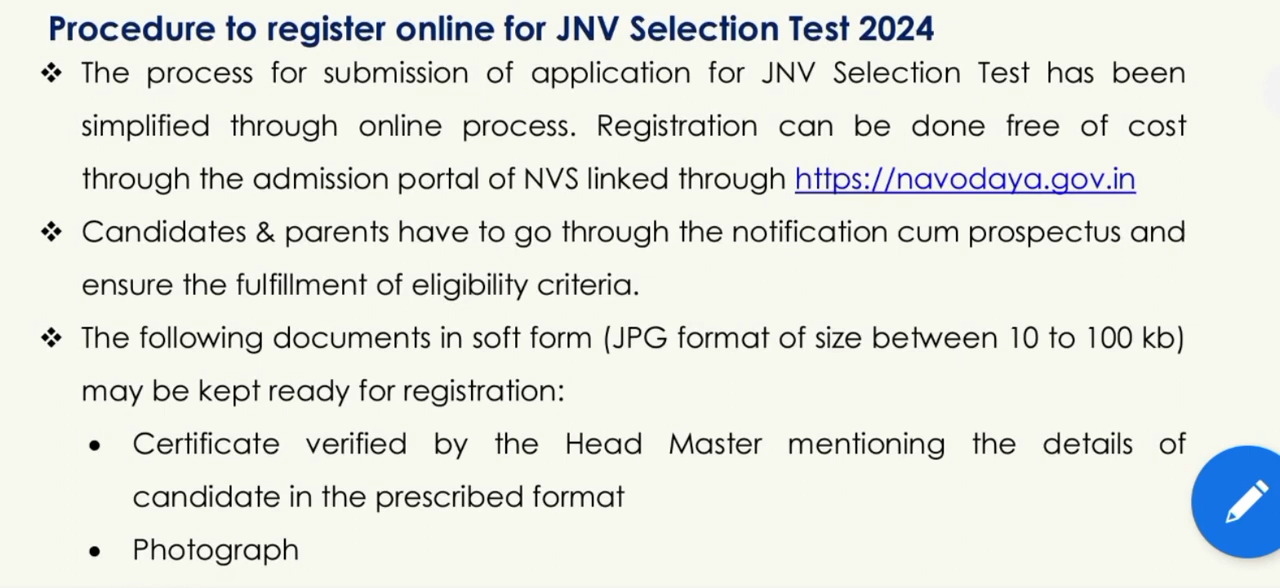 Procedure to register online for JNV Selection Test 2024
❖ The process for submission of application for JNV Selection Test has been
simplified through online process. Registration can be done free of cost
through the admission portal of NVS linked through https://navodaya.gov.in
❖ Candidates & parents have to go through the notification cum prospectus and
ensure the fulfillment of eligibility criteria.
❖ The following documents in soft form (JPG format of size between 10 to 100 kb)
may be kept ready for registration:
• Certificate verified by the Head Master mentioning the details of
candidate in the prescribed format
• Photograph